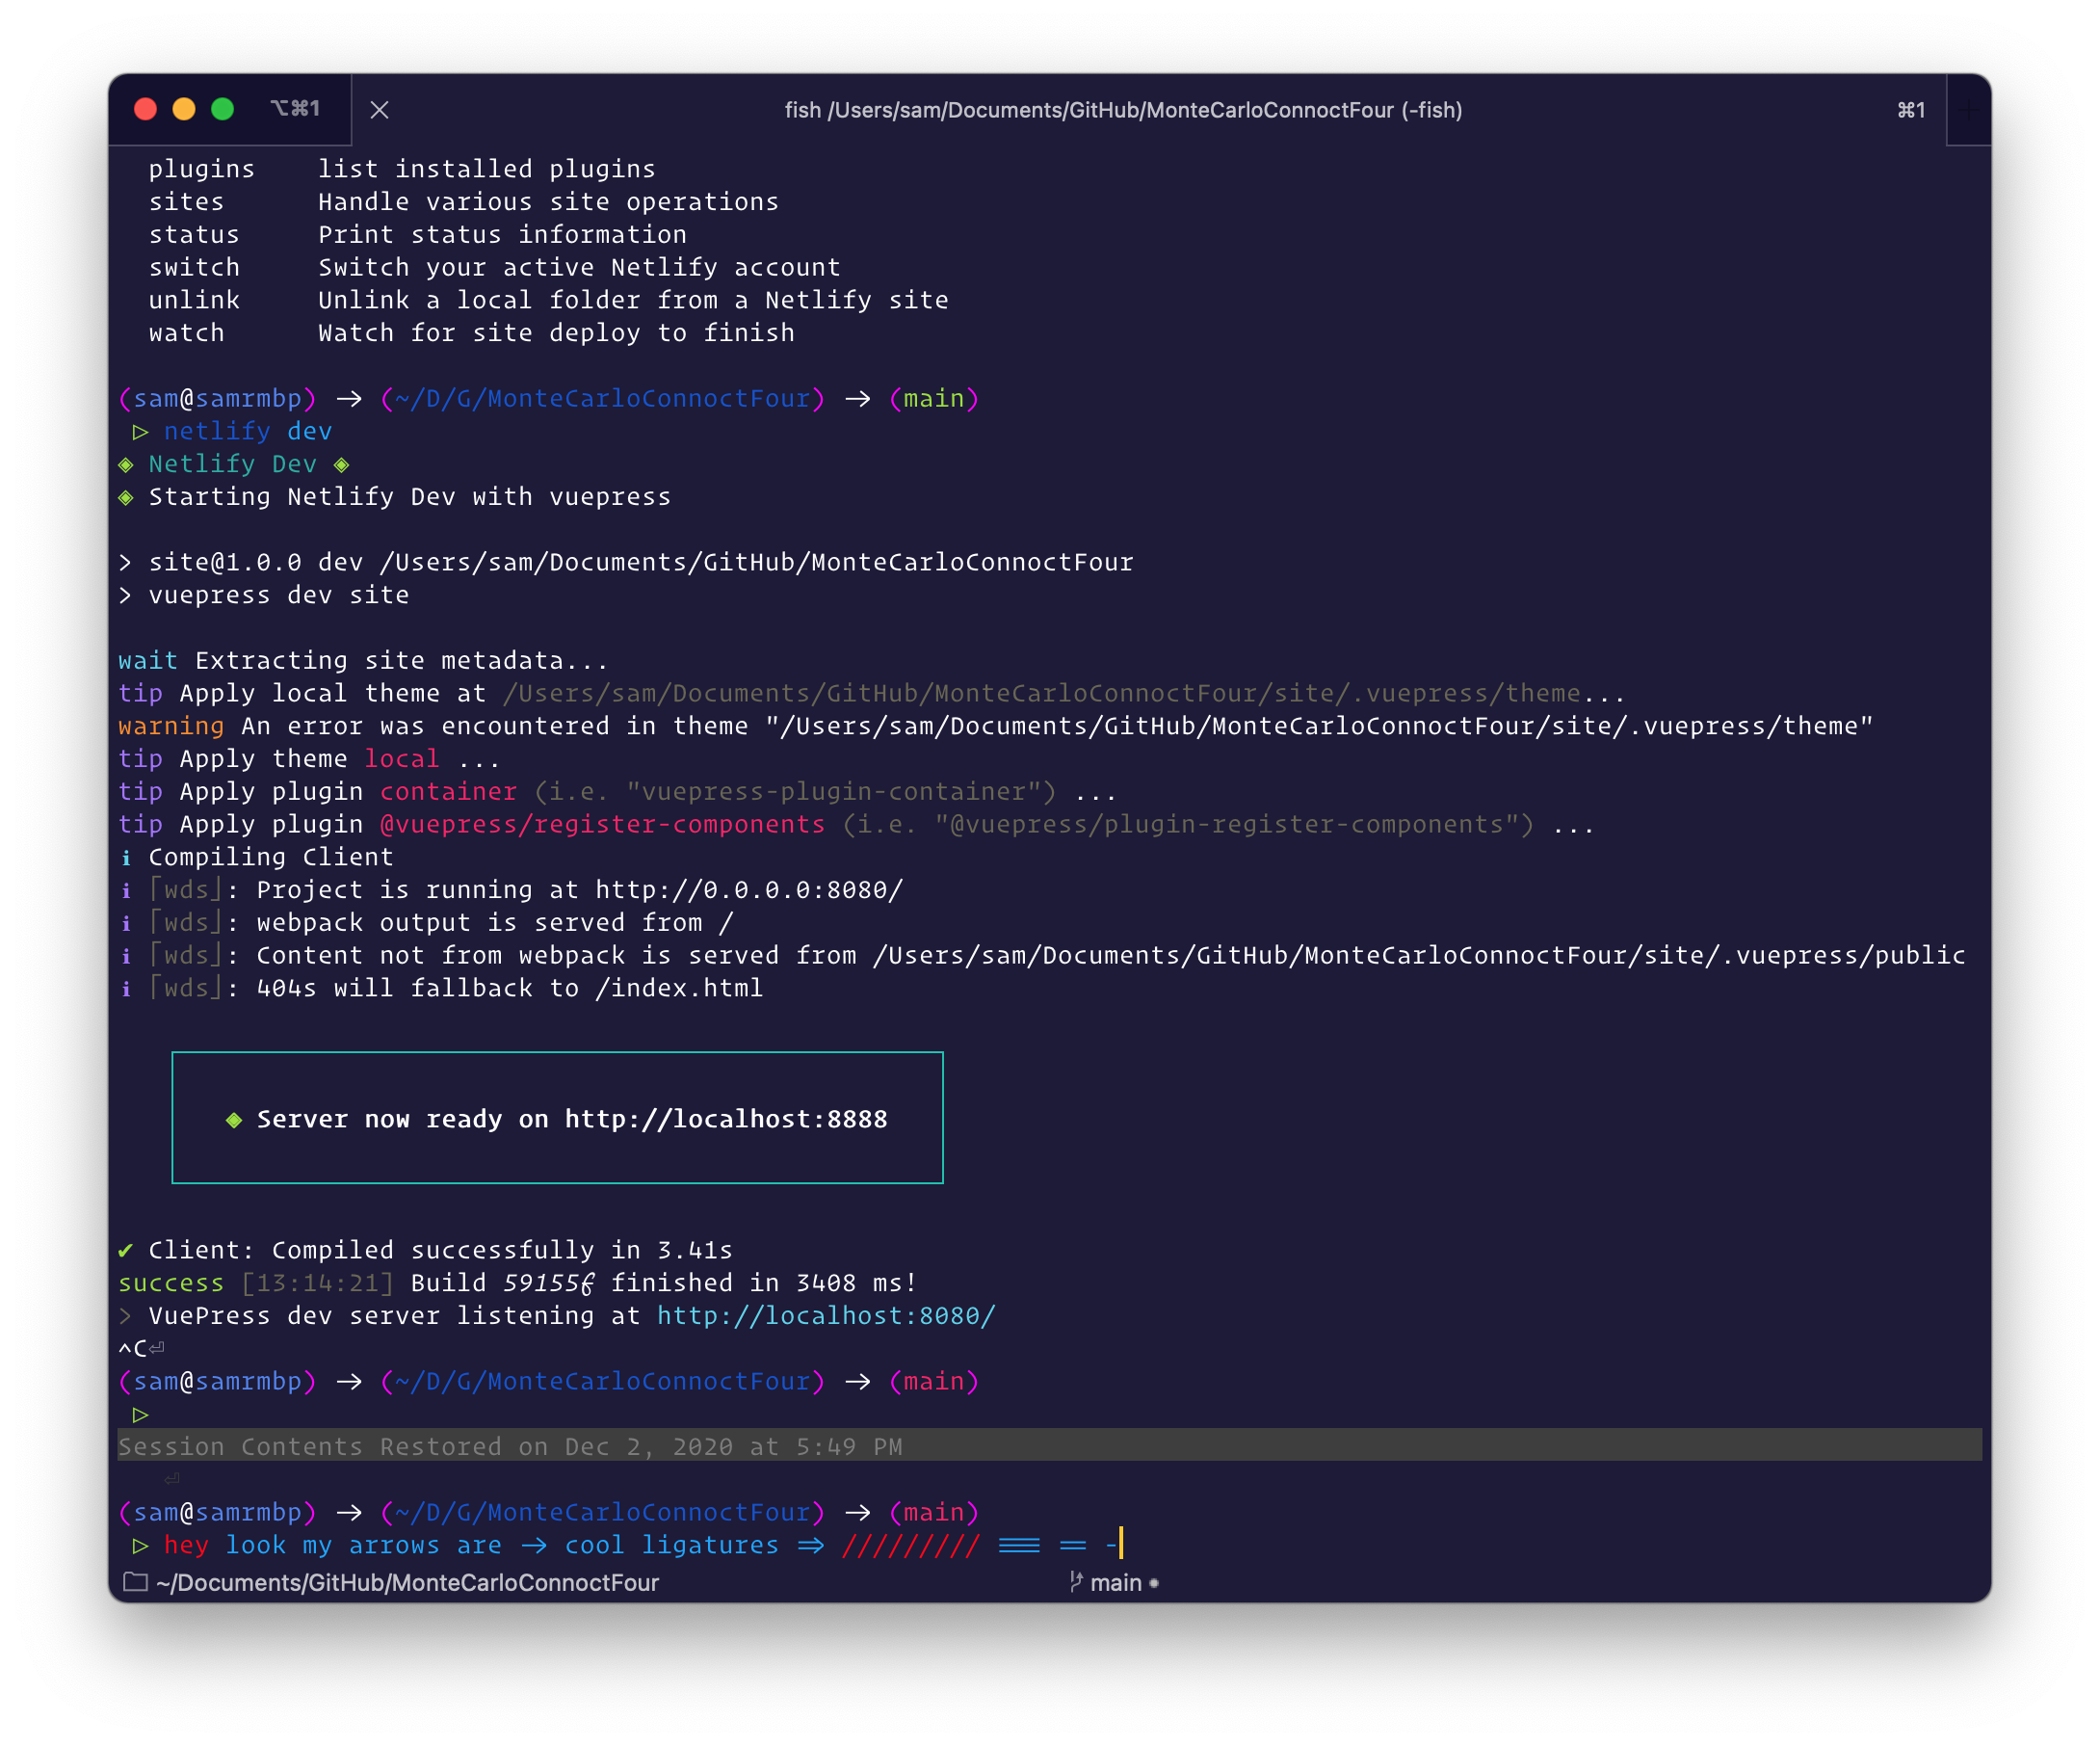 ⌥⌘1 fish /Users/sam/Documents/GitHub/MonteCarloConnoctFour (-fish) ⌘1
plugins    list installed plugins
sites      Handle various site operations
status     Print status information
switch     Switch your active Netlify account
unlink     Unlink a local folder from a Netlify site
watch      Watch for site deploy to finish
(sam@samrmbp) → (~/D/G/MonteCarloConnoctFour) → (main)
▷ netlify dev
◈ Netlify Dev ◈
◈ Starting Netlify Dev with vuepress
> site@1.0.0 dev /Users/sam/Documents/GitHub/MonteCarloConnoctFour
> vuepress dev site
wait Extracting site metadata...
tip Apply local theme at /Users/sam/Documents/GitHub/MonteCarloConnoctFour/site/.vuepress/theme...
warning An error was encountered in theme "/Users/sam/Documents/GitHub/MonteCarloConnoctFour/site/.vuepress/theme"
tip Apply theme local ...
tip Apply plugin container (i.e. "vuepress-plugin-container") ...
tip Apply plugin @vuepress/register-components (i.e. "@vuepress/plugin-register-components") ...
ℹ Compiling Client
ℹ ⌈wds⌋: Project is running at http://0.0.0.0:8080/
ℹ ⌈wds⌋: webpack output is served from /
ℹ ⌈wds⌋: Content not from webpack is served from /Users/sam/Documents/GitHub/MonteCarloConnoctFour/site/.vuepress/public
ℹ ⌈wds⌋: 404s will fallback to /index.html
◈ Server now ready on http://localhost:8888
✔ Client: Compiled successfully in 3.41s
success [13:14:21] Build finished in 3408 ms!
> VuePress dev server listening at http://localhost:8080/
^C⏎
(sam@samrmbp) → (~/D/G/MonteCarloConnoctFour) → (main)
▷
Session Contents Restored on Dec 2, 2020 at 5:49 PM
⏎
(sam@samrmbp) → (~/D/G/MonteCarloConnoctFour) → (main)
▷ hey look my arrows are → cool ligatures ⇒ ///////// === == -
~/Documents/GitHub/MonteCarloConnoctFour main •